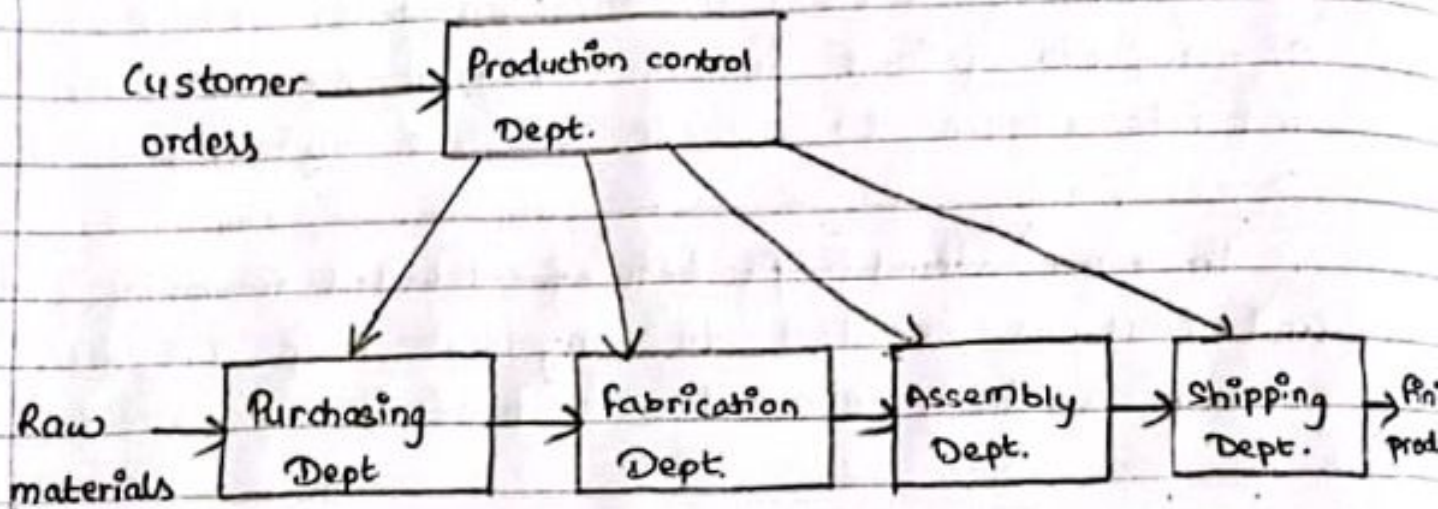 Production control
Dept.
Customer
orders
Raw
materials
Purchasing
Dept
fabrication
Dept.
Assembly
Dept.
Shipping
Dept.